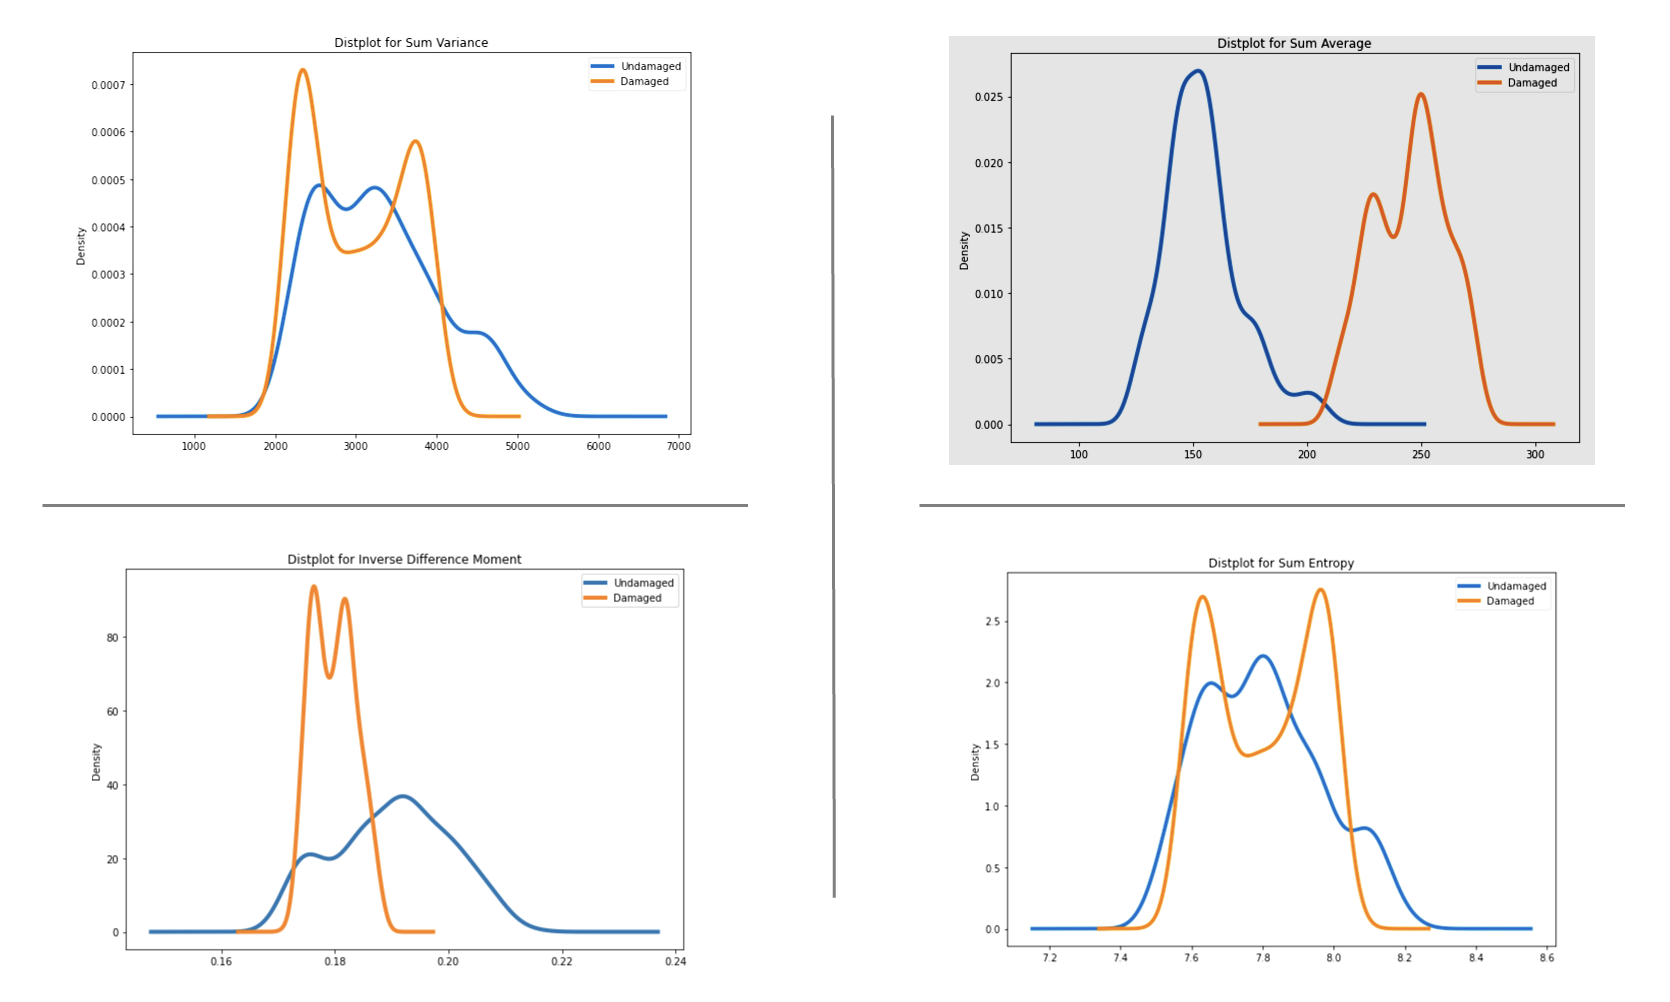 Distplot for Sum Variance
Undamaged
Damaged
Density
0.0007
0.0006
0.0005
0.0004
0.0003
0.0002
0.0001
0.0000
1000 2000 3000 4000 5000 6000 7000
Distplot for Sum Average
Undamaged
Damaged
Density
0.025
0.020
0.015
0.010
0.005
0.000
100 150 200 250 300
Distplot for Inverse Difference Moment
Undamaged
Damaged
Density
80
60
40
20
0
0.16 0.18 0.20 0.22 0.24
Distplot for Sum Entropy
Undamaged
Damaged
Density
2.5
2.0
1.5
1.0
0.5
0.0
7.2 7.4 7.6 7.8 8.0 8.2 8.4 8.6